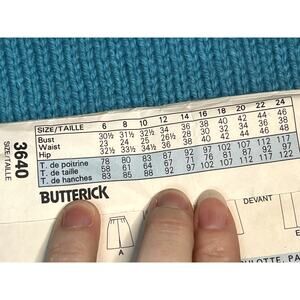 3640
SIZE/TAILLE
SIZE/TAILLE 6 8 10 12 14 16 18 20 22 24
Bust 30½ 31½ 32½ 34 36 38 40 42 44 46
Waist 23 24 25 26½ 28 30 32 34 36 38
Hip 32½ 33½ 34½ 36 38 40 42 44 46 48
T. de poitrine 78 80 83 87 92 97 102 107 112 117
T. de taille 58 61 64 67 71 76 81 87 92 97
T. de hanches 83 85 88 92 97 102 107 112 117 122
BUTTERICK
DEVANT
A
E